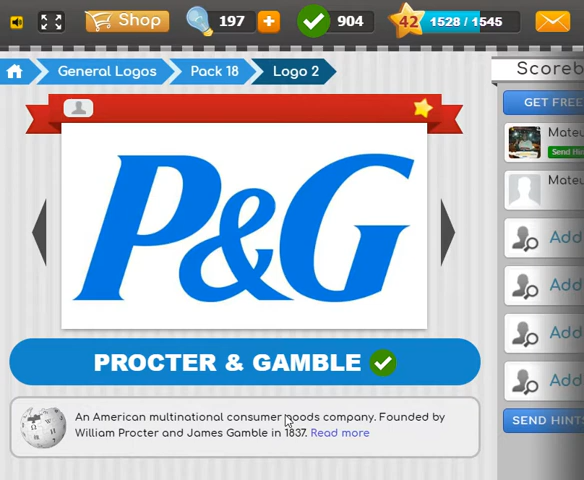 Shop
197
904
42
1528 / 1545
General Logos
Pack 18
Logo 2
Scoreb
GET FREE
Mateu
Send Hin
Mateu
P&G
Add
Add
Add
Add
PROCTER & GAMBLE
SEND HINTS
An American multinational consumer goods company. Founded by
William Procter and James Gamble in 1837. Read more